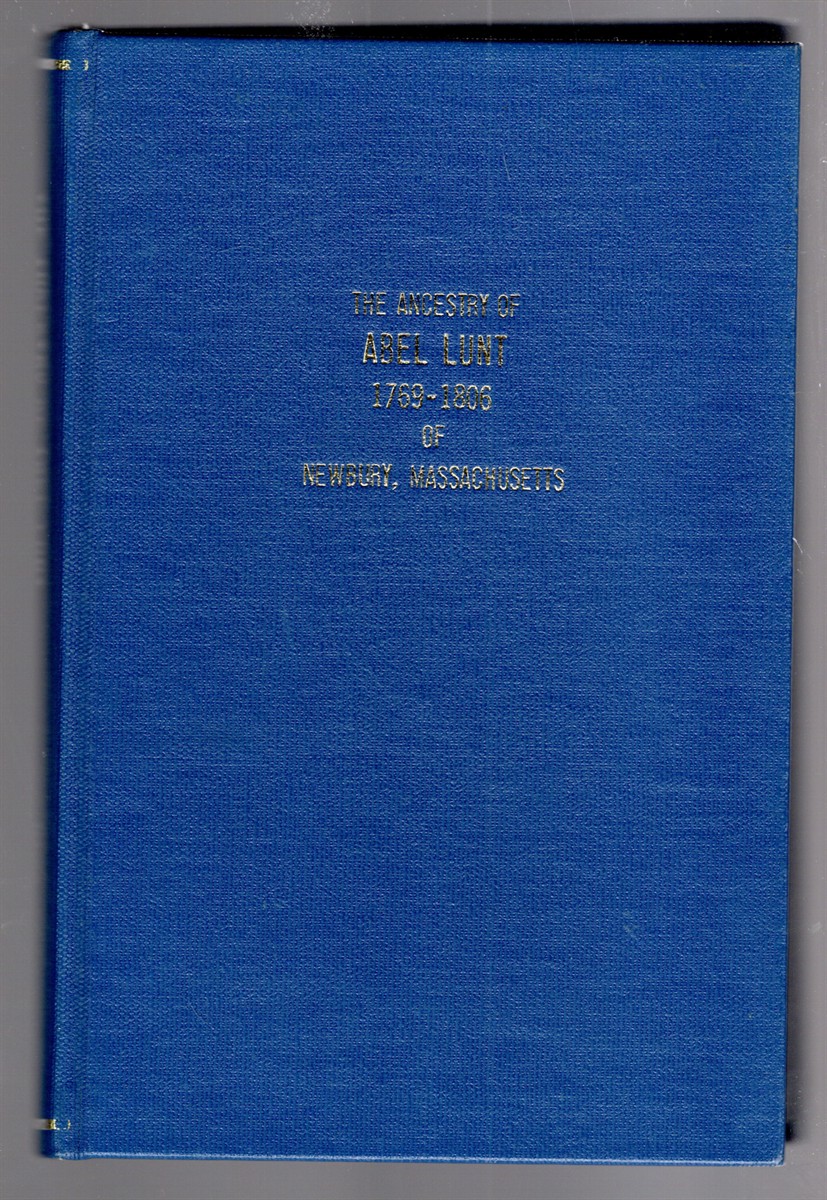 THE ANCESTRY OF
ABEL LUNT
1769-1806
OF
NEWBURY, MASSACHUSETTS